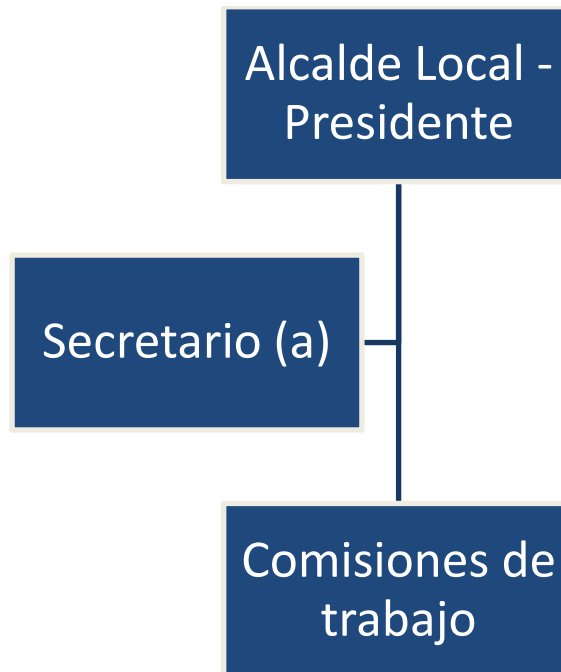 Alcalde Local -
Presidente
Secretario (a)
Comisiones de
trabajo